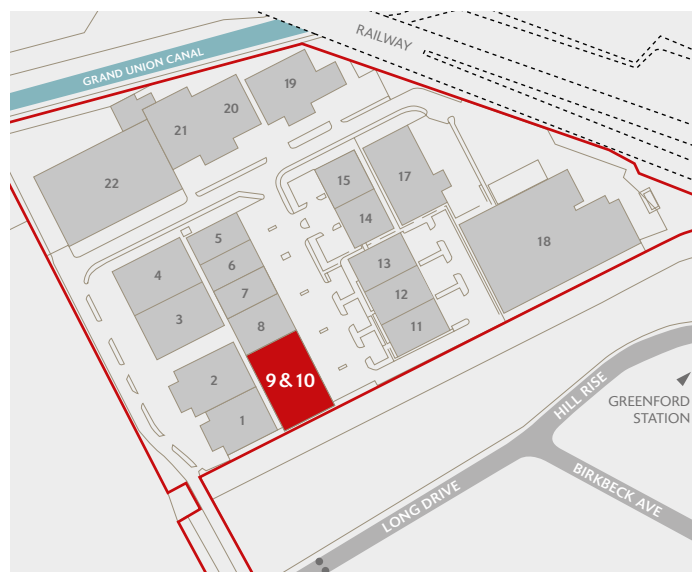 RAILWAY
GRAND UNION CANAL
19
20
21
22
15
17
14
5
4
6
13
18
7
12
3
8
11
2
9 & 10
1
HILL RISE
GREENFORD
STATION
BIRKBECK AVE
LONG DRIVE